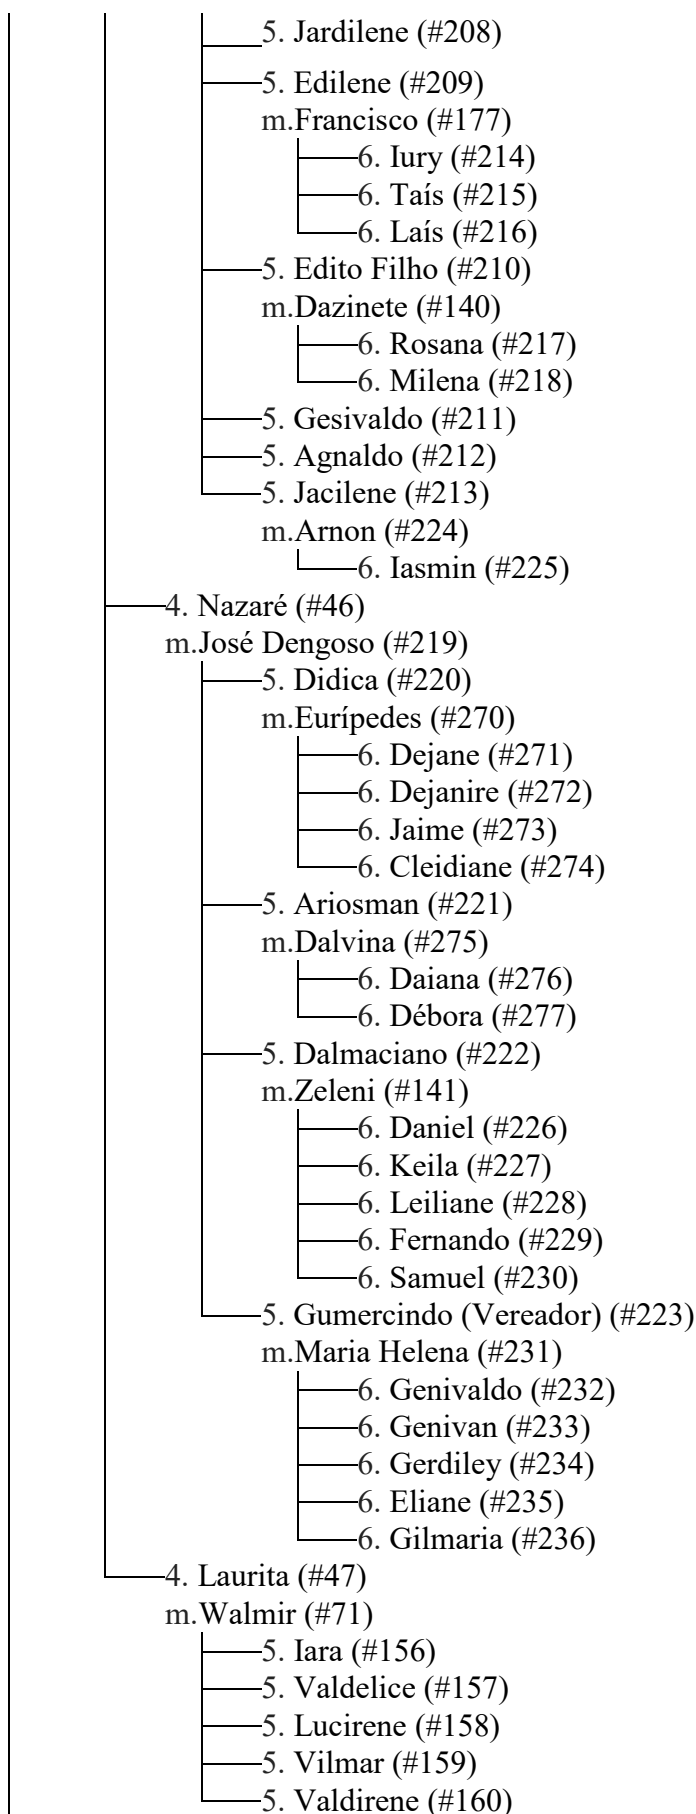 5. Jardilene (#208)
5. Edilene (#209)
m.Francisco (#177)
6. Iury (#214)
6. Taís (#215)
6. Laís (#216)
5. Edito Filho (#210)
m.Dazinete (#140)
6. Rosana (#217)
6. Milena (#218)
5. Gesivaldo (#211)
5. Agnaldo (#212)
5. Jacilene (#213)
m.Arnon (#224)
6. Iasmin (#225)
4. Nazaré (#46)
m.José Dengoso (#219)
5. Didica (#220)
m.Eurípedes (#270)
6. Dejane (#271)
6. Dejanire (#272)
6. Jaime (#273)
6. Cleidiane (#274)
5. Ariosman (#221)
m.Dalvina (#275)
6. Daiana (#276)
6. Débora (#277)
5. Dalmaciano (#222)
m.Zeleni (#141)
6. Daniel (#226)
6. Keila (#227)
6. Leiliane (#228)
6. Fernando (#229)
6. Samuel (#230)
5. Gumercindo (Vereador) (#223)
m.Maria Helena (#231)
6. Genivaldo (#232)
6. Genivan (#233)
6. Gerdiley (#234)
6. Eliane (#235)
6. Gilmaria (#236)
4. Laurita (#47)
m.Walmir (#71)
5. Iara (#156)
5. Valdelice (#157)
5. Lucirene (#158)
5. Vilmar (#159)
5. Valdirene (#160)